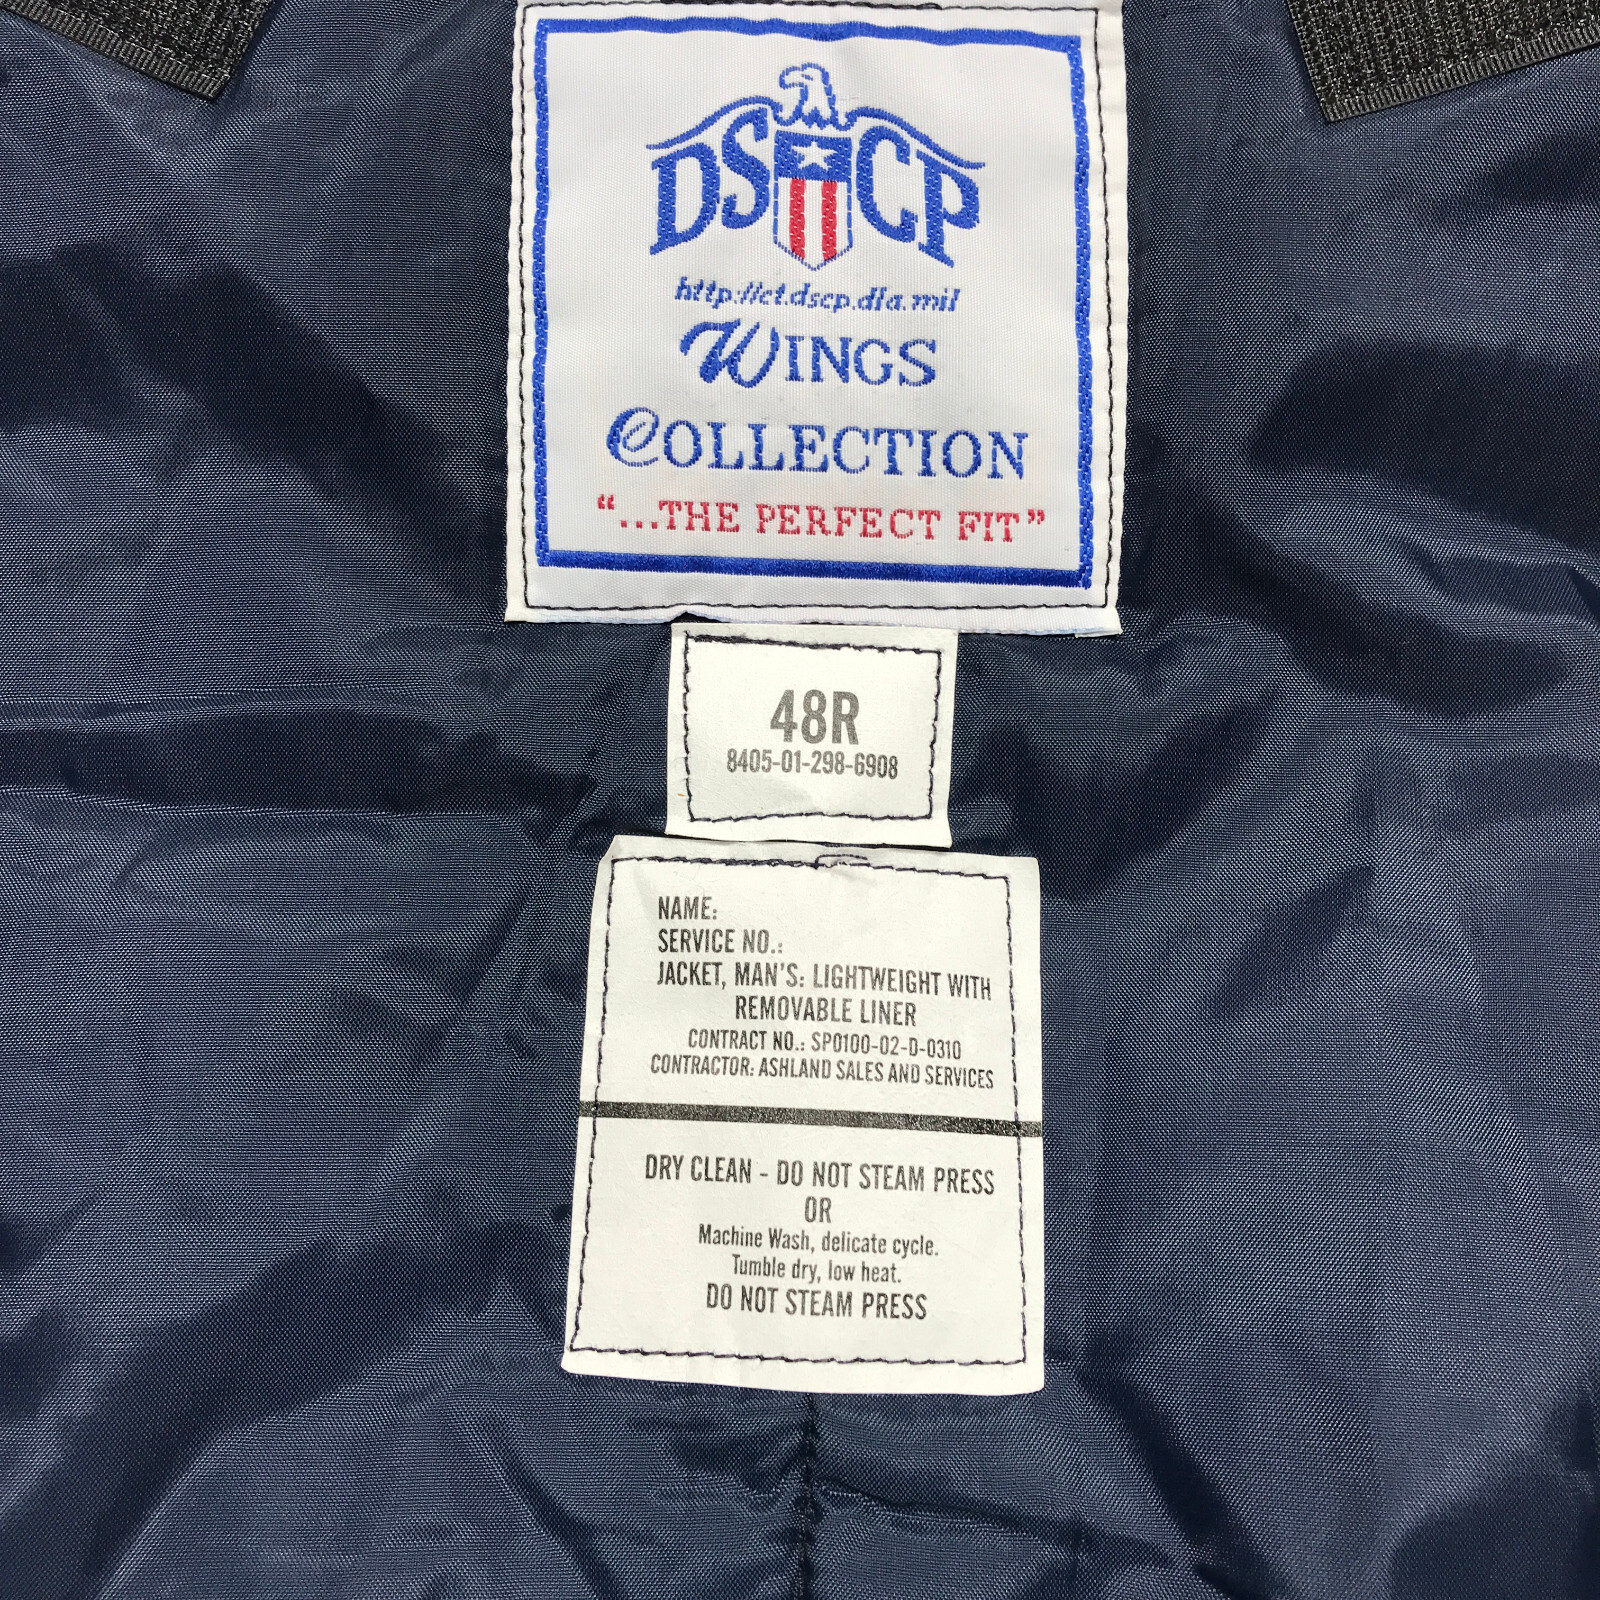 DSCP
http://ct.dscp.dla.mil
WINGS
COLLECTION
"...THE PERFECT FIT"
48R
8405-01-298-6908
NAME:
SERVICE NO.:
JACKET, MAN'S: LIGHTWEIGHT WITH
REMOVABLE LINER
CONTRACT NO.: SP0100-02-D-0310
CONTRACTOR: ASHLAND SALES AND SERVICES
DRY CLEAN - DO NOT STEAM PRESS
OR
Machine Wash, delicate cycle.
Tumble dry, low heat.
DO NOT STEAM PRESS